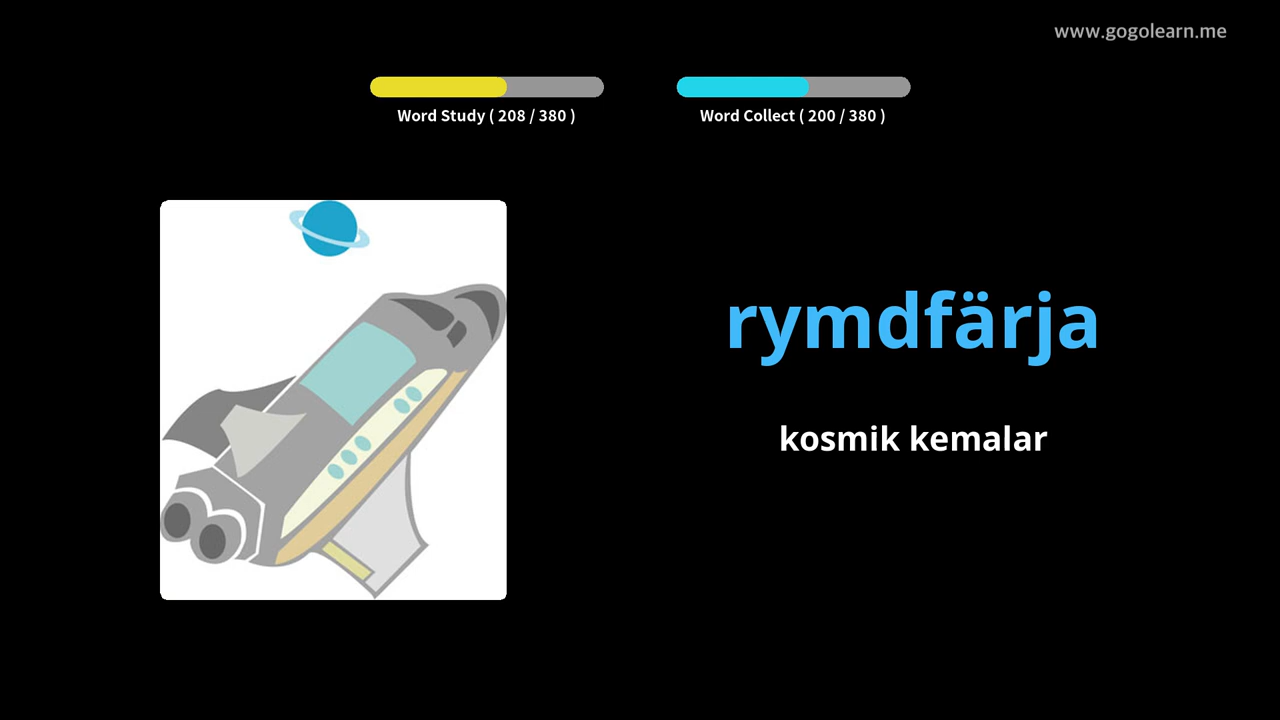 www.gogolearn.me
Word Study ( 208 / 380 )
Word Collect ( 200 / 380 )
rymdfärja
kosmik kemalar